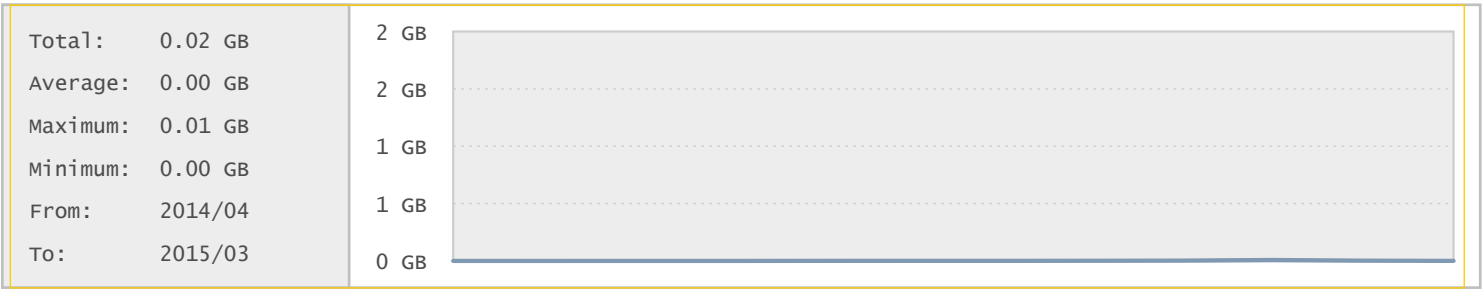 Total: 0.02 GB
Average: 0.00 GB
Maximum: 0.01 GB
Minimum: 0.00 GB
From: 2014/04
To: 2015/03
2 GB
2 GB
1 GB
1 GB
0 GB